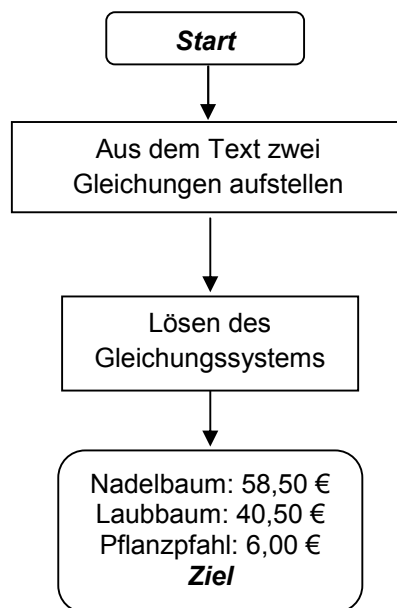 Start
Aus dem Text zwei
Gleichungen aufstellen
Lösen des
Gleichungssystems
Nadelbaum: 58,50 €
Laubbaum: 40,50 €
Pflanzpfahl: 6,00 €
Ziel